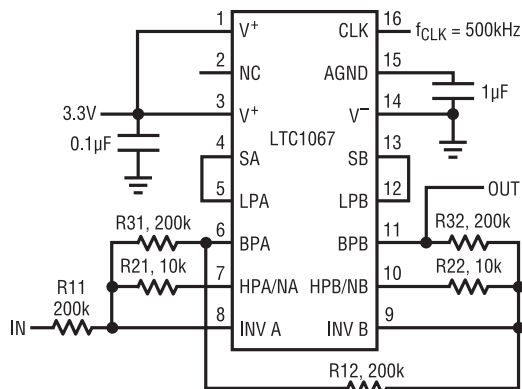 1 V+ CLK 16 fCLK = 500kHz
2 NC AGND 15
1µF
3.3V 3 V+ V− 14
0.1µF LTC1067
4 SA SB 13
5 LPA LPB 12
OUT
R31, 200k 6 BPA BPB 11 R32, 200k
R21, 10k 7 HPA/NA HPB/NB 10 R22, 10k
R11
200k
IN 8 INV A INV B 9
R12, 200k